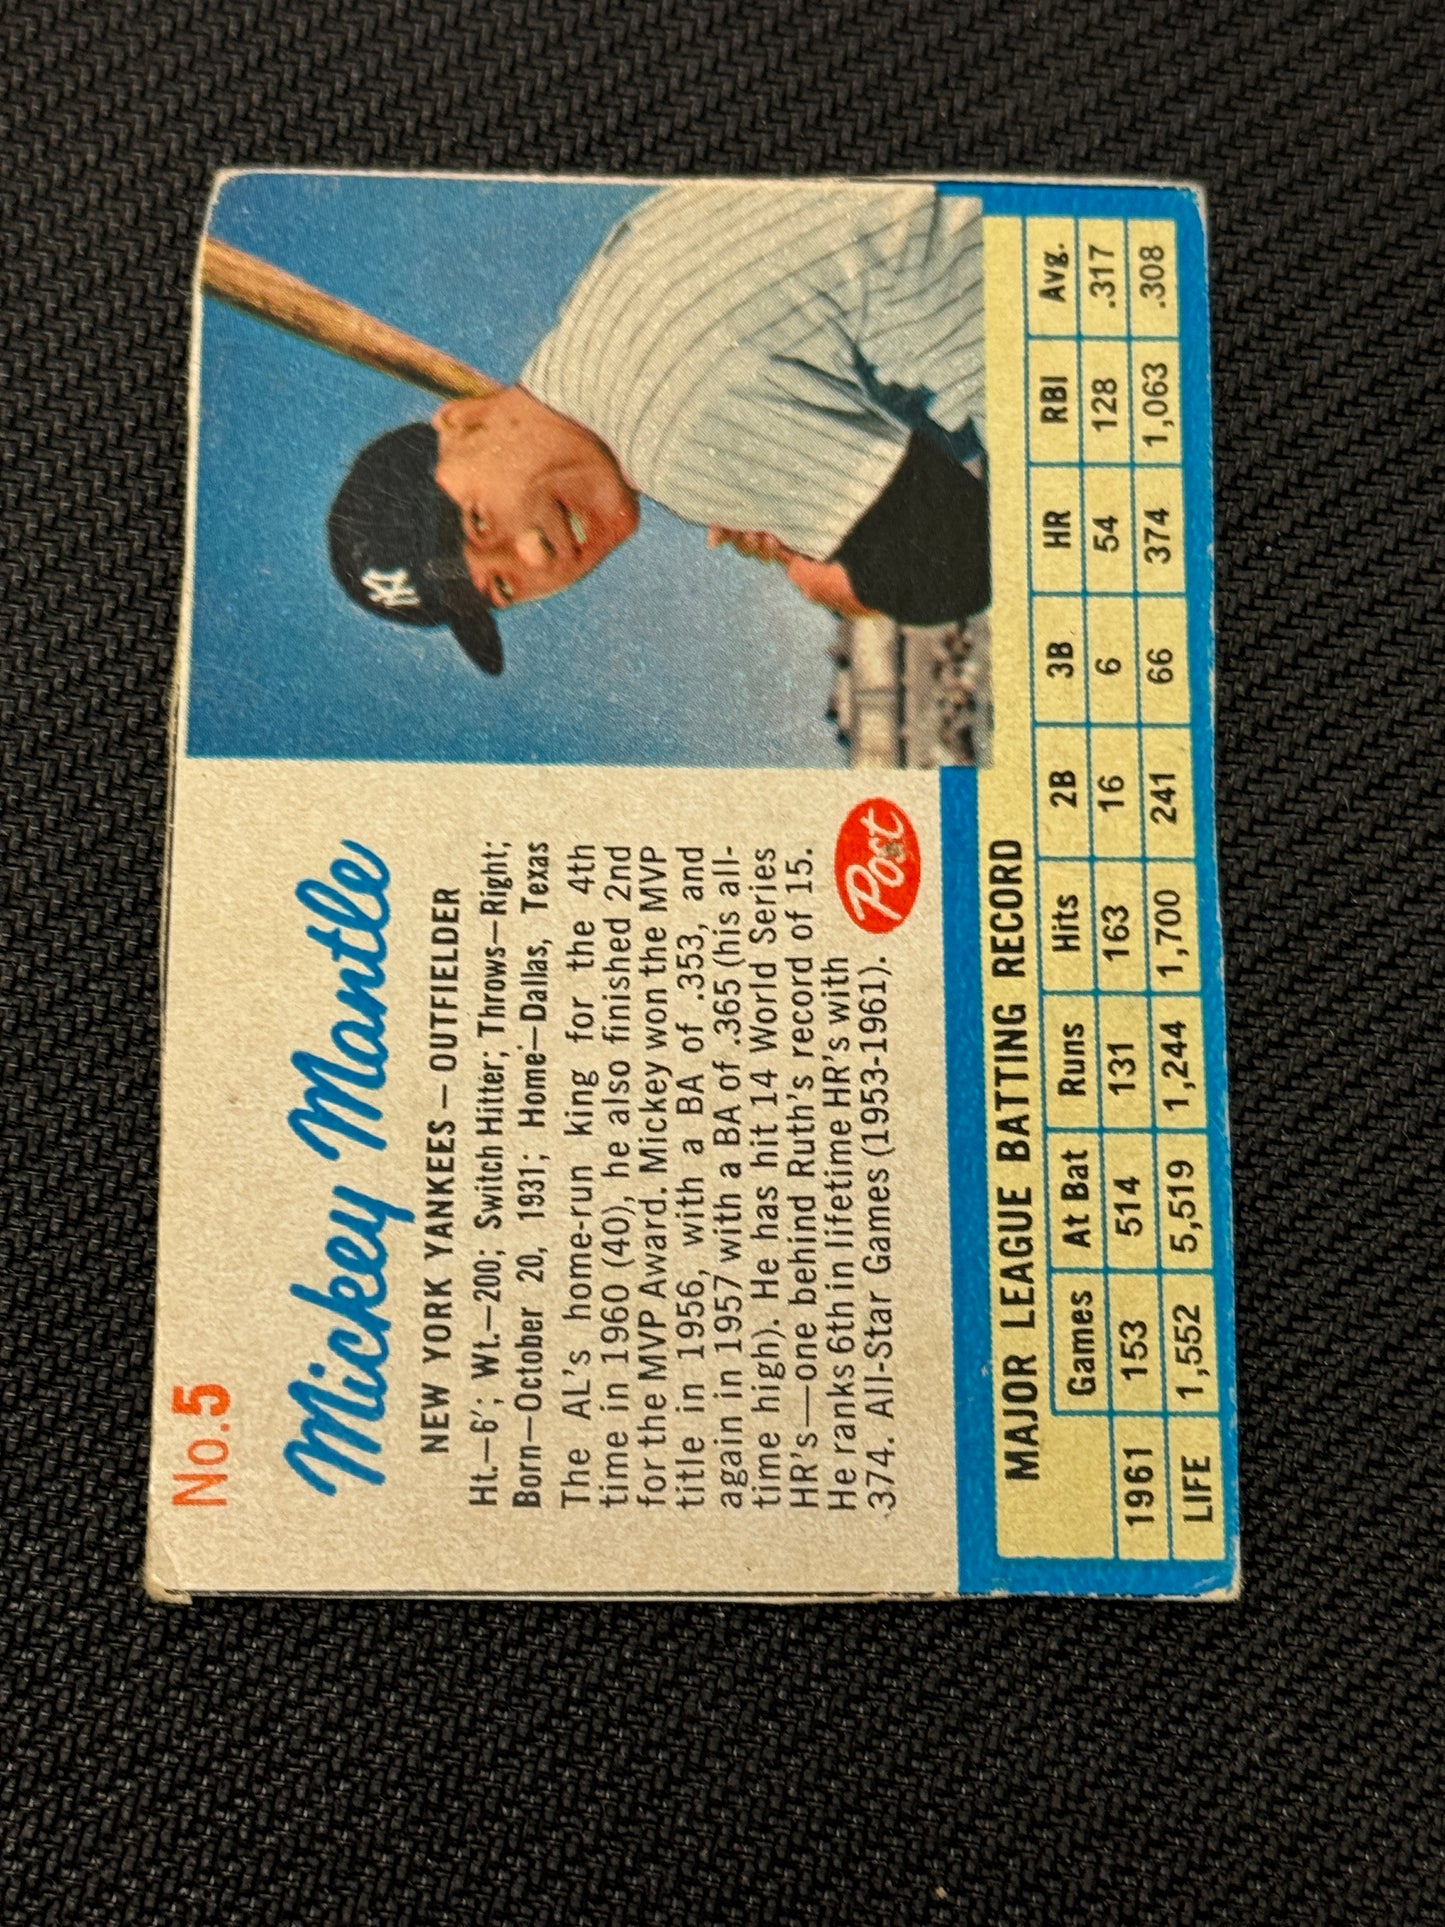 No.5
Mickey Mantle
NEW YORK YANKEES – OUTFIELDER
Ht.–6'; Wt.–200; Switch Hitter; Throws–Right;
Born–October 20, 1931; Home–Dallas, Texas
The AL's home-run king for the 4th
time in 1960 (40), he also finished 2nd
for the MVP Award. Mickey won the MVP
title in 1956, with a BA of .353, and
again in 1957 with a BA of .365 (his all-
time high). He has hit 14 World Series
HR's—one behind Ruth's record of 15.
He ranks 6th in lifetime HR's with
374. All-Star Games (1953-1961).
Post
NY
MAJOR LEAGUE BATTING RECORD
Games At Bat Runs Hits 2B 3B HR RBI Avg.
1961 153 514 131 163 16 6 54 128 .317
LIFE 1,552 5,519 1,244 1,700 241 66 374 1,063 .308